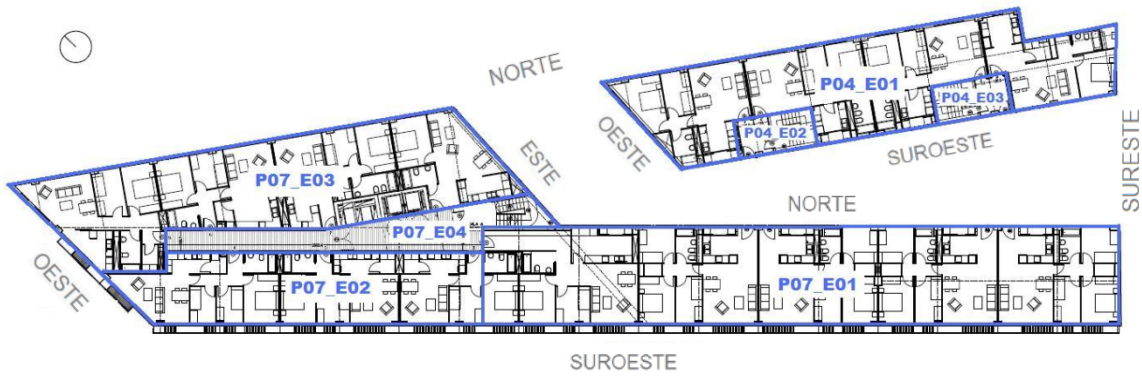 NORTE
P04_E01
P04_E03
P04_E02
OESTE
SUROESTE
SURESTE
ESTE
P07_E03
NORTE
P07_E04
OESTE
P07_E02
P07_E01
SUROESTE